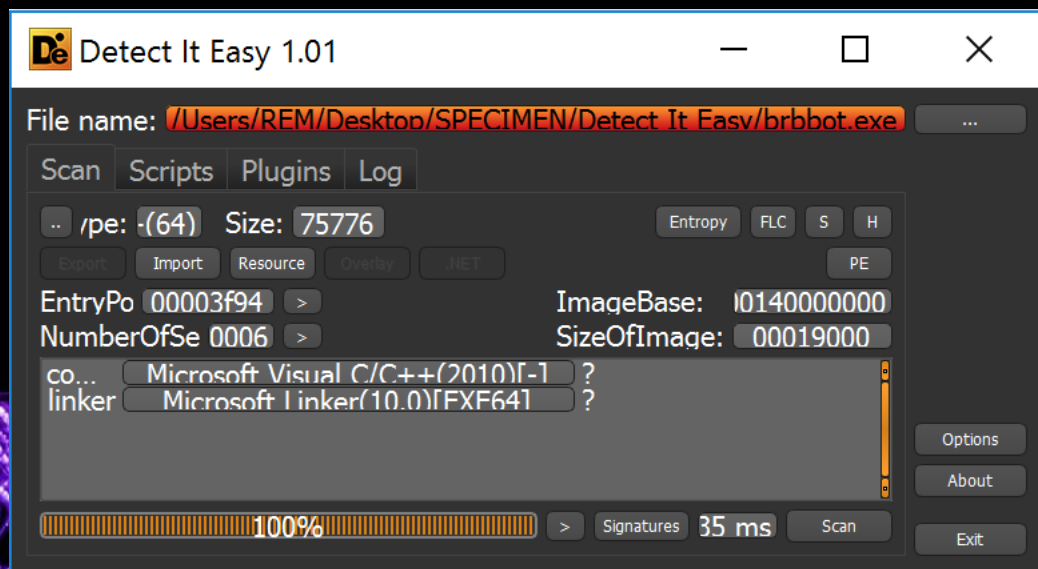 Detect It Easy 1.01
File name: /Users/REM/Desktop/SPECIMEN/Detect It Easy/brbbot.exe ...
Scan Scripts Plugins Log
.. ype: -(64) Size: 75776 Entropy FLC S H
Export Import Resource Overlay .NET PE
EntryPo 00003f94 > ImageBase: 00140000000
NumberOfSe 0006 > SizeOfImage: 00019000
co... Microsoft Visual C/C++(2010)[-] ?
linker Microsoft Linker(10.0)[EXE64] ?
Options
About
100% > Signatures 35 ms Scan
Exit